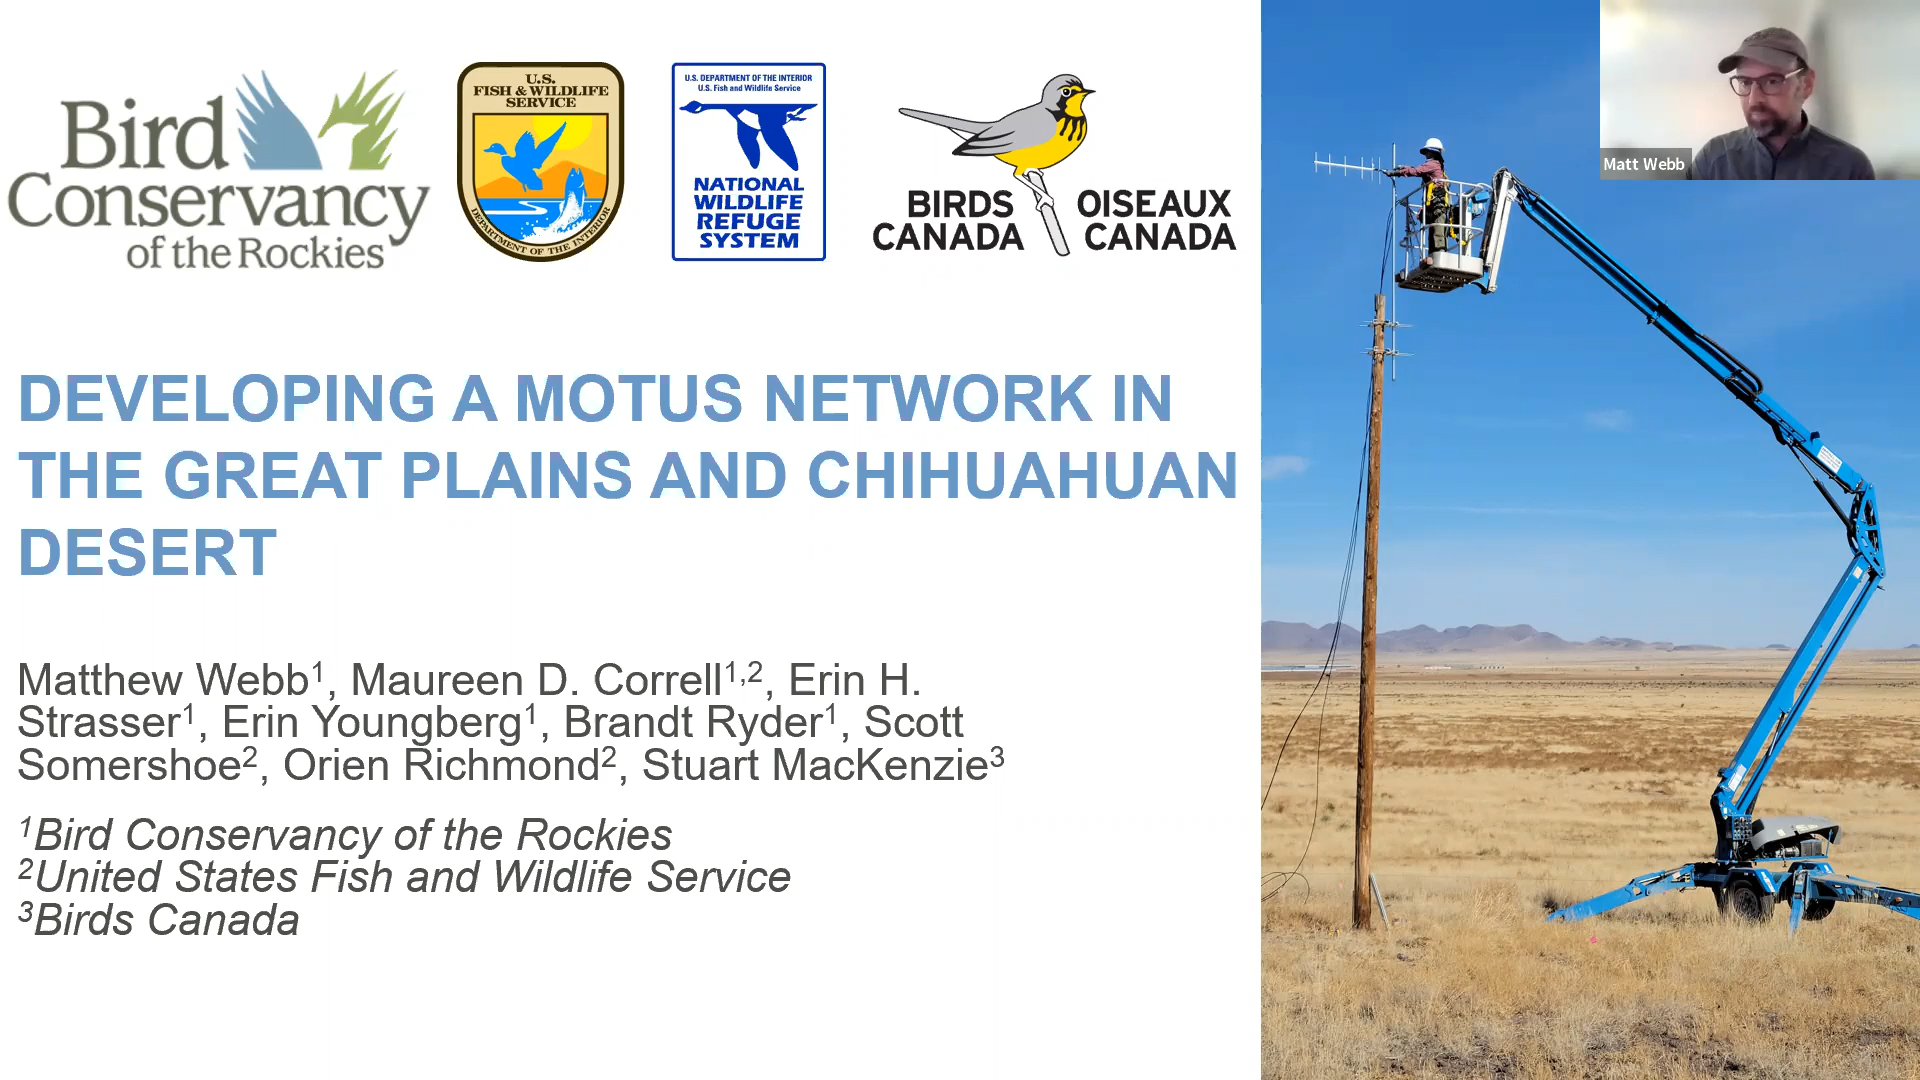 Bird
Conservancy
of the Rockies
U.S.
FISH & WILDLIFE
SERVICE
DEPARTMENT OF THE INTERIOR
U.S. DEPARTMENT OF THE INTERIOR
U.S. Fish and Wildlife Service
NATIONAL
WILDLIFE
REFUGE
SYSTEM
BIRDS
CANADA
OISEAUX
CANADA
Matt Webb
DEVELOPING A MOTUS NETWORK IN
THE GREAT PLAINS AND CHIHUAHUAN
DESERT
Matthew Webb¹, Maureen D. Correll¹,², Erin H.
Strasser¹, Erin Youngberg¹, Brandt Ryder¹, Scott
Somershoe², Orien Richmond², Stuart MacKenzie³
¹Bird Conservancy of the Rockies
²United States Fish and Wildlife Service
³Birds Canada